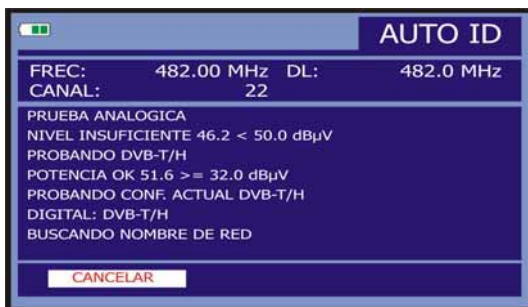 AUTO ID
FREC: 482.00 MHz DL: 482.0 MHz
CANAL: 22
PRUEBA ANALOGICA
NIVEL INSUFICIENTE 46.2 < 50.0 dBµV
PROBANDO DVB-T/H
POTENCIA OK 51.6 >= 32.0 dBµV
PROBANDO CONF. ACTUAL DVB-T/H
DIGITAL: DVB-T/H
BUSCANDO NOMBRE DE RED
CANCELAR